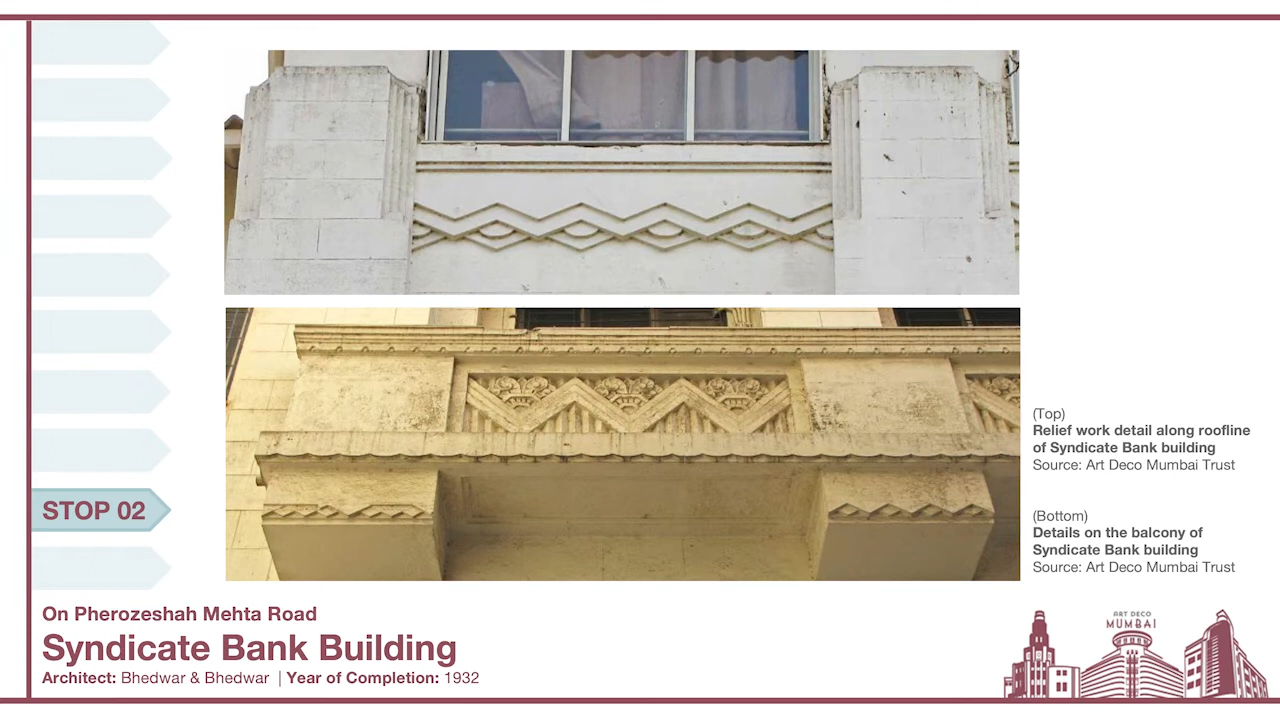 (Top)
Relief work detail along roofline
of Syndicate Bank building
Source: Art Deco Mumbai Trust
(Bottom)
Details on the balcony of
Syndicate Bank building
Source: Art Deco Mumbai Trust
STOP 02
On Pherozeshah Mehta Road
Syndicate Bank Building
Architect: Bhedwar & Bhedwar | Year of Completion: 1932
ART DECO
MUMBAI